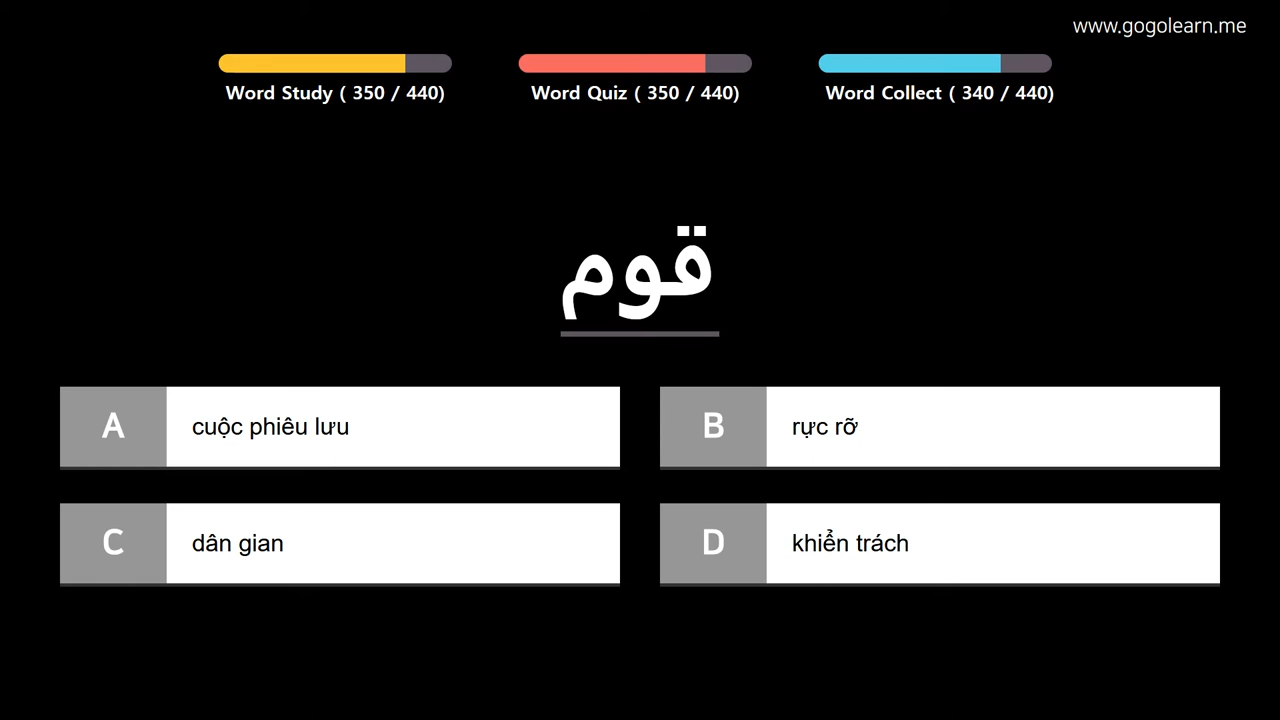 www.gogolearn.me
Word Study ( 350 / 440)
Word Quiz ( 350 / 440)
Word Collect ( 340 / 440)
قوم
A cuộc phiêu lưu
B rực rỡ
C dân gian
D khiển trách